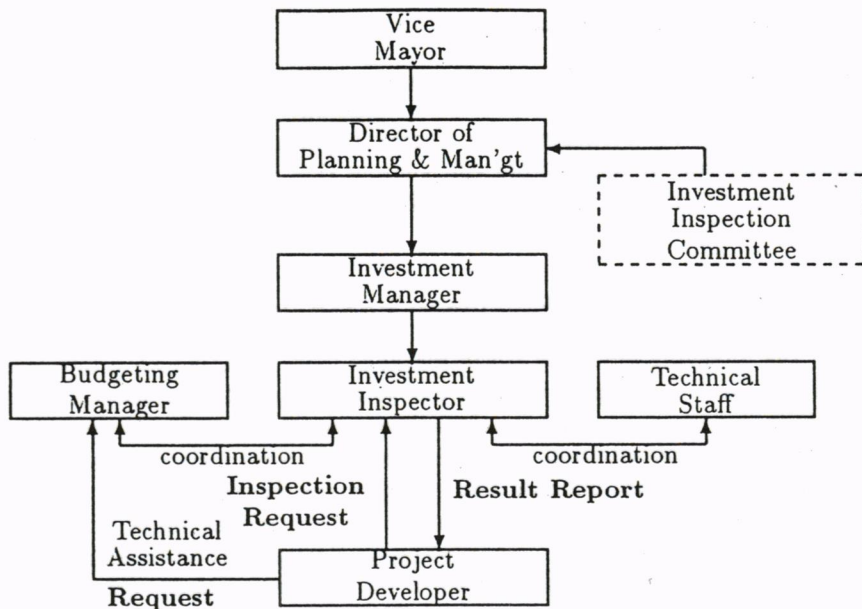 Vice
Mayor
Director of
Planning & Man'gt
Investment
Inspection
Committee
Investment
Manager
Budgeting
Manager
Investment
Inspector
Technical
Staff
coordination
coordination
Inspection
Request
Result Report
Technical
Assistance
Request
Project
Developer